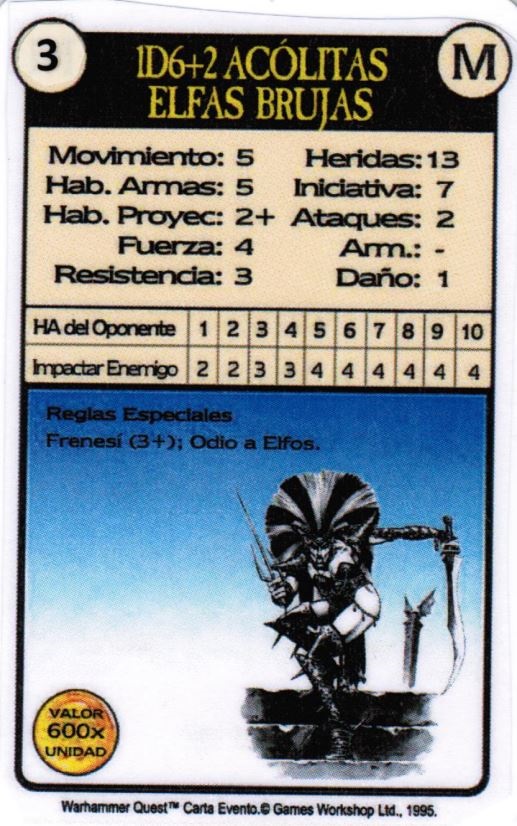 3
1D6+2 ACÓLITAS
ELFAS BRUJAS
M
Movimiento: 5 Heridas: 13
Hab. Armas: 5 Iniciativa: 7
Hab. Proyec: 2+ Ataques: 2
Fuerza: 4 Arm.: -
Resistencia: 3 Daño: 1
HA del Oponente 1 2 3 4 5 6 7 8 9 10
Impactar Enemigo 2 2 3 3 4 4 4 4 4 4
Reglas Especiales
Frenesí (3+); Odio a Elfos.
VALOR
600x
UNIDAD
Warhammer Quest™ Carta Evento.© Games Workshop Ltd., 1995.